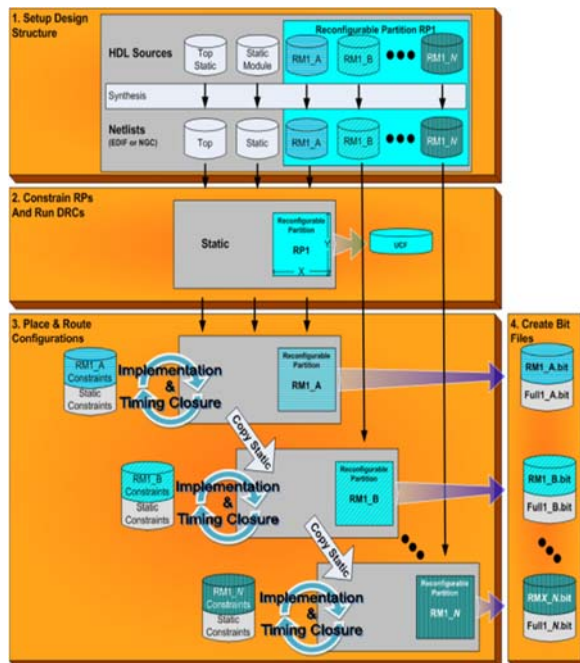 1. Setup Design
Structure
Reconfigurable Partition RP1
HDL Sources
Top
Static
Static
Module
RM1_A
RM1_B
RM1_N
Synthesis
Netlists
(EDIF or NGC)
Top
Static
RM1_A
RM1_B
RM1_N
2. Constrain RPs
And Run DRCs
Static
Reconfigurable
Partition
RP1
Y
X
UCF
3. Place & Route
Configurations
RM1_A
Constraints
Static
Constraints
Implementation
&
Timing Closure
Reconfigurable
Partition
RM1_A
Copy Static
RM1_B
Constraints
Static
Constraints
Implementation
&
Timing Closure
Reconfigurable
Partition
RM1_B
Copy Static
RM1_N
Constraints
Static
Constraints
Implementation
&
Timing Closure
Reconfigurable
Partition
RM1_N
4. Create Bit
Files
RM1_A.bit
Full1_A.bit
RM1_B.bit
Full1_B.bit
RMX_N.bit
Full1_N.bit